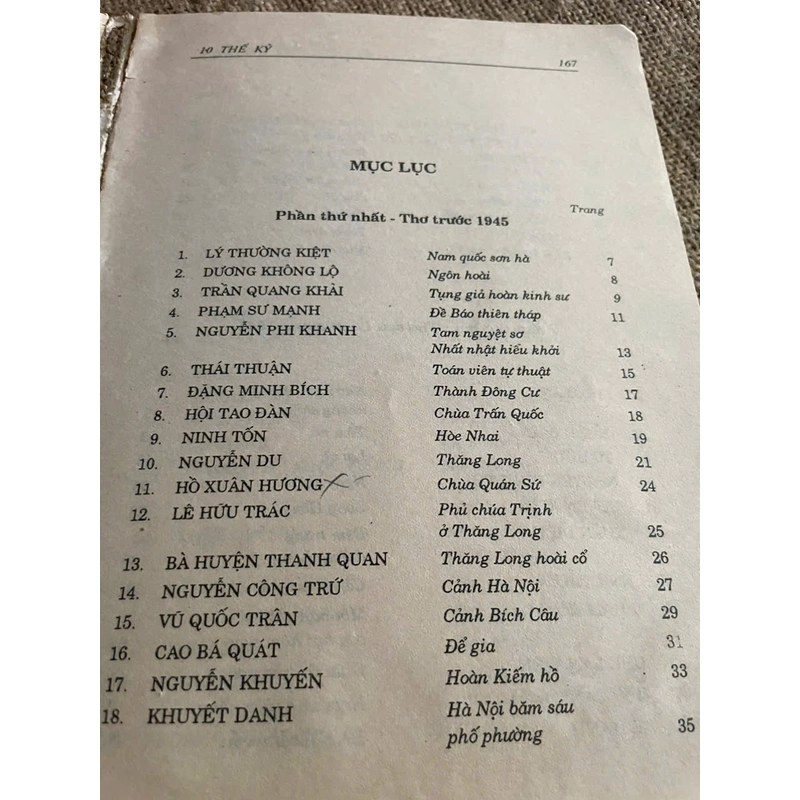 10 THẾ KỶ 167
MỤC LỤC
Phần thứ nhất - Thơ trước 1945 Trang
1. LÝ THƯỜNG KIỆT Nam quốc sơn hà 7
2. DƯƠNG KHÔNG LỘ Ngôn hoài 8
3. TRẦN QUANG KHẢI Tụng giả hoàn kinh sư 9
4. PHẠM SƯ MẠNH Đề Báo thiên tháp 11
5. NGUYỄN PHI KHANH Tam nguyệt sơ
Nhất nhật hiểu khởi 13
6. THÁI THUẬN Toán viên tự thuật 15
7. ĐẶNG MINH BÍCH Thành Đông Cư 17
8. HỘI TAO ĐÀN Chùa Trấn Quốc 18
9. NINH TỐN Hòe Nhai 19
10. NGUYỄN DU Thăng Long 21
11. HỒ XUÂN HƯƠNG Chùa Quán Sứ 24
12. LÊ HỮU TRÁC Phủ chúa Trịnh
ở Thăng Long 25
13. BÀ HUYỆN THANH QUAN Thăng Long hoài cổ 26
14. NGUYỄN CÔNG TRỨ Cảnh Hà Nội 27
15. VŨ QUỐC TRÂN Cảnh Bích Câu 29
16. CAO BÁ QUÁT Để gia 31
17. NGUYỄN KHUYẾN Hoàn Kiếm hồ 33
18. KHUYẾT DANH Hà Nội băm sáu
phố phường 35